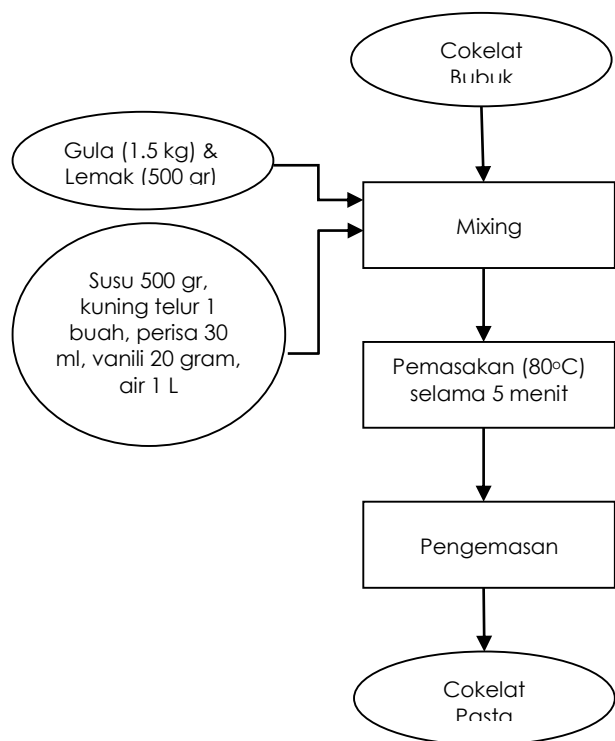 Cokelat
Bubuk
Gula (1.5 kg) &
Lemak (500 gr)
Mixing
Susu 500 gr,
kuning telur 1
buah, perisa 30
ml, vanili 20 gram,
air 1 L
Pemasakan (80°C)
selama 5 menit
Pengemasan
Cokelat
Pasta